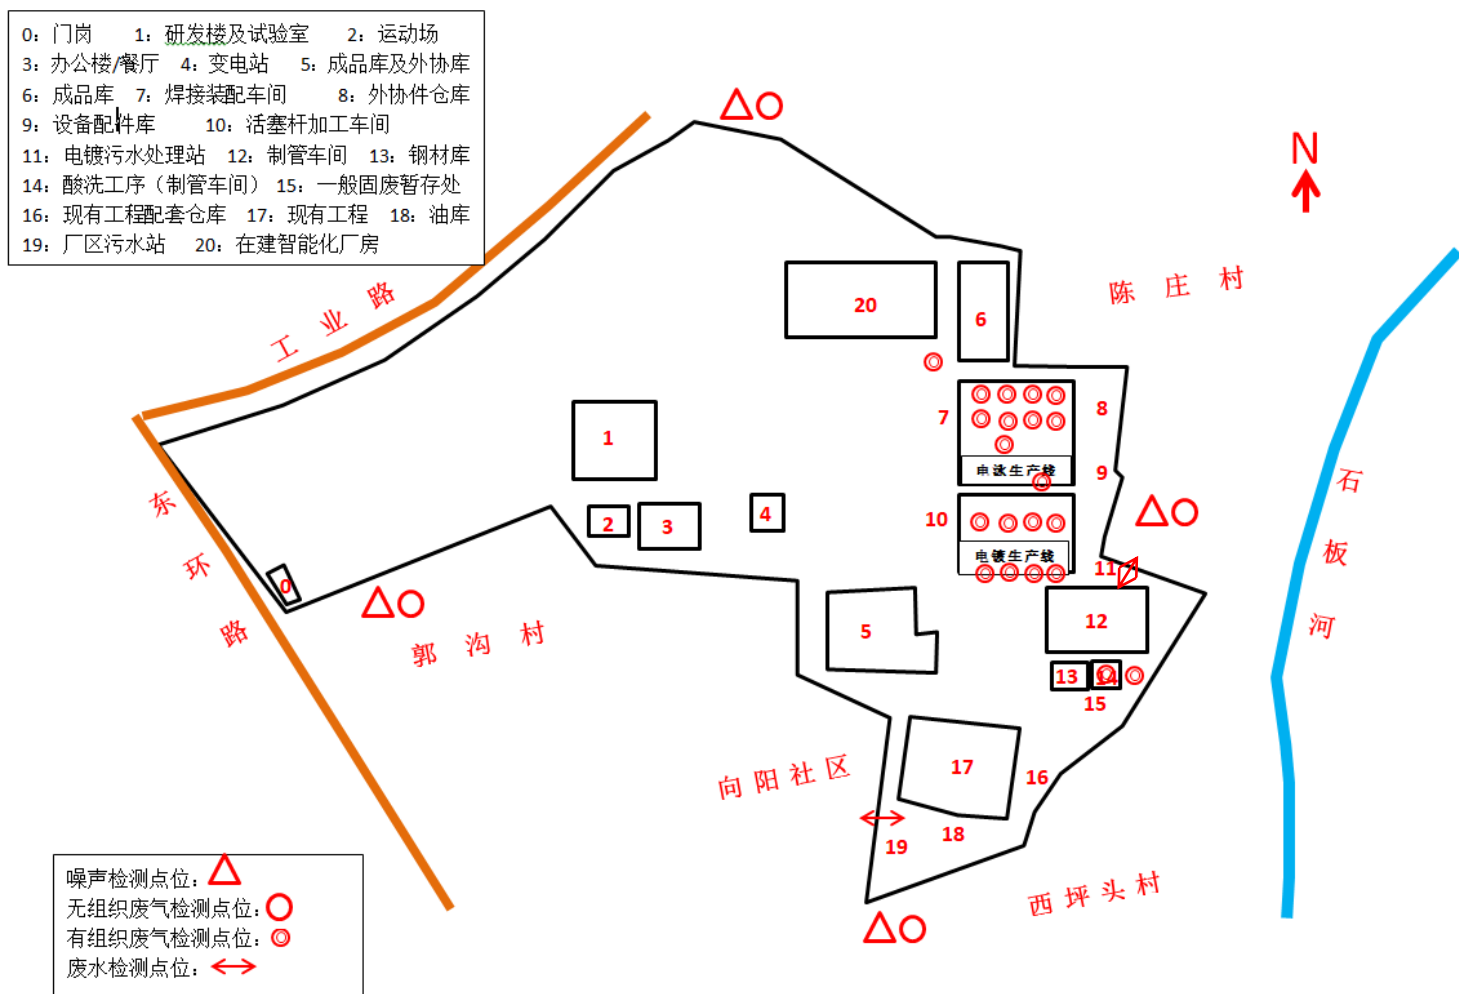 0：门岗 1：研发楼及试验室 2：运动场
3：办公楼/餐厅 4：变电站 5：成品库及外协库
6：成品库 7：焊接装配车间 8：外协件仓库
9：设备配件库 10：活塞杆加工车间
11：电镀污水处理站 12：制管车间 13：钢材库
14：酸洗工序（制管车间） 15：一般固废暂存处
16：现有工程配套仓库 17：现有工程 18：油库
19：厂区污水站 20：在建智能化厂房
N
工业路
陈庄村
20
6
7
8
1
电泳生产线
9
石板河
东环路
2
3
4
10
电镀生产线
11
0
5
12
郭沟村
13
14
15
向阳社区
17
16
18
19
西坪头村
噪声检测点位：
无组织废气检测点位：
有组织废气检测点位：
废水检测点位：